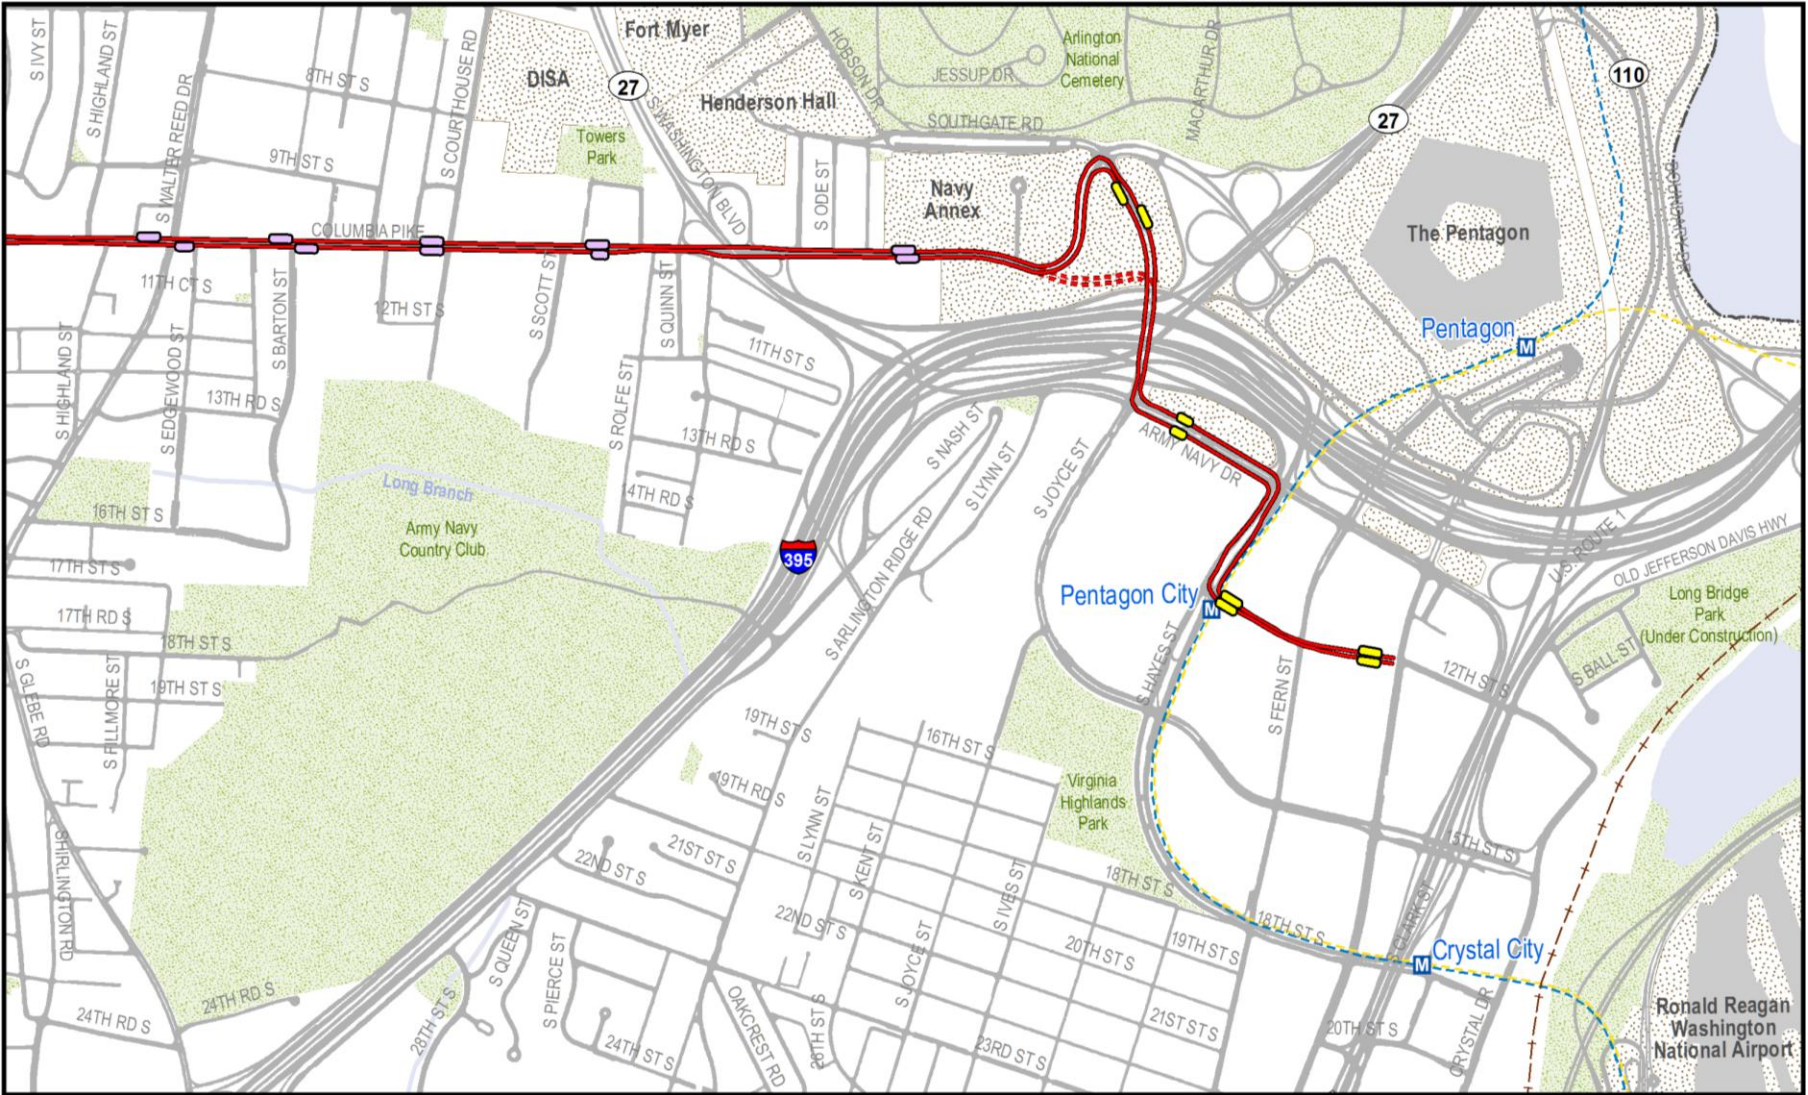 S IVY ST
S HIGHLAND ST
S WALTER REED DR
8TH ST S
S COURTHOUSE RD
DISA
Fort Myer
27
S WASHINGTON BLVD
Henderson Hall
HOBSON DR
JESSUP DR
Arlington
National
Cemetery
MACARTHUR DR
SOUTHGATE RD
27
110
Towers
Park
9TH ST S
COLUMBIA PIKE
S ODE ST
Navy
Annex
The Pentagon
Pentagon
M
11TH CT S
12TH ST S
S BARTON ST
S SCOTT ST
S QUINN ST
11TH ST S
S HIGHLAND ST
S EDGEWOOD ST
13TH RD S
S ROLFE ST
13TH RD S
14TH RD S
S NASH ST
S LYNN ST
S JOYCE ST
ARMY NAVY DR
Long Branch
16TH ST S
Army Navy
Country Club
395
S ARLINGTON RIDGE RD
U.S. ROUTE 1
OLD JEFFERSON DAVIS HWY
17TH ST S
17TH RD S
18TH ST S
19TH ST S
S FILLMORE ST
S GLEBE RD
Pentagon City
M
S HAYES ST
S FERN ST
12TH ST S
S BALL ST
Long Bridge
Park
(Under Construction)
19TH ST S
19TH RD S
16TH ST S
Virginia
Highlands
Park
SHIRLINGTON RD
S LYNN ST
S KENT ST
21ST ST S
22ND ST S
22ND ST S
S IVES ST
18TH ST S
15TH ST S
18TH ST S
S CLARK ST
19TH ST S
20TH ST S
Crystal City
M
S QUEEN ST
S PIERCE ST
S JOYCE ST
24TH RD S
24TH RD S
28TH ST S
24TH ST S
OAKCREST RD
26TH ST S
23RD ST S
21ST ST S
20TH ST S
CRYSTAL DR
Ronald Reagan
Washington
National Airport